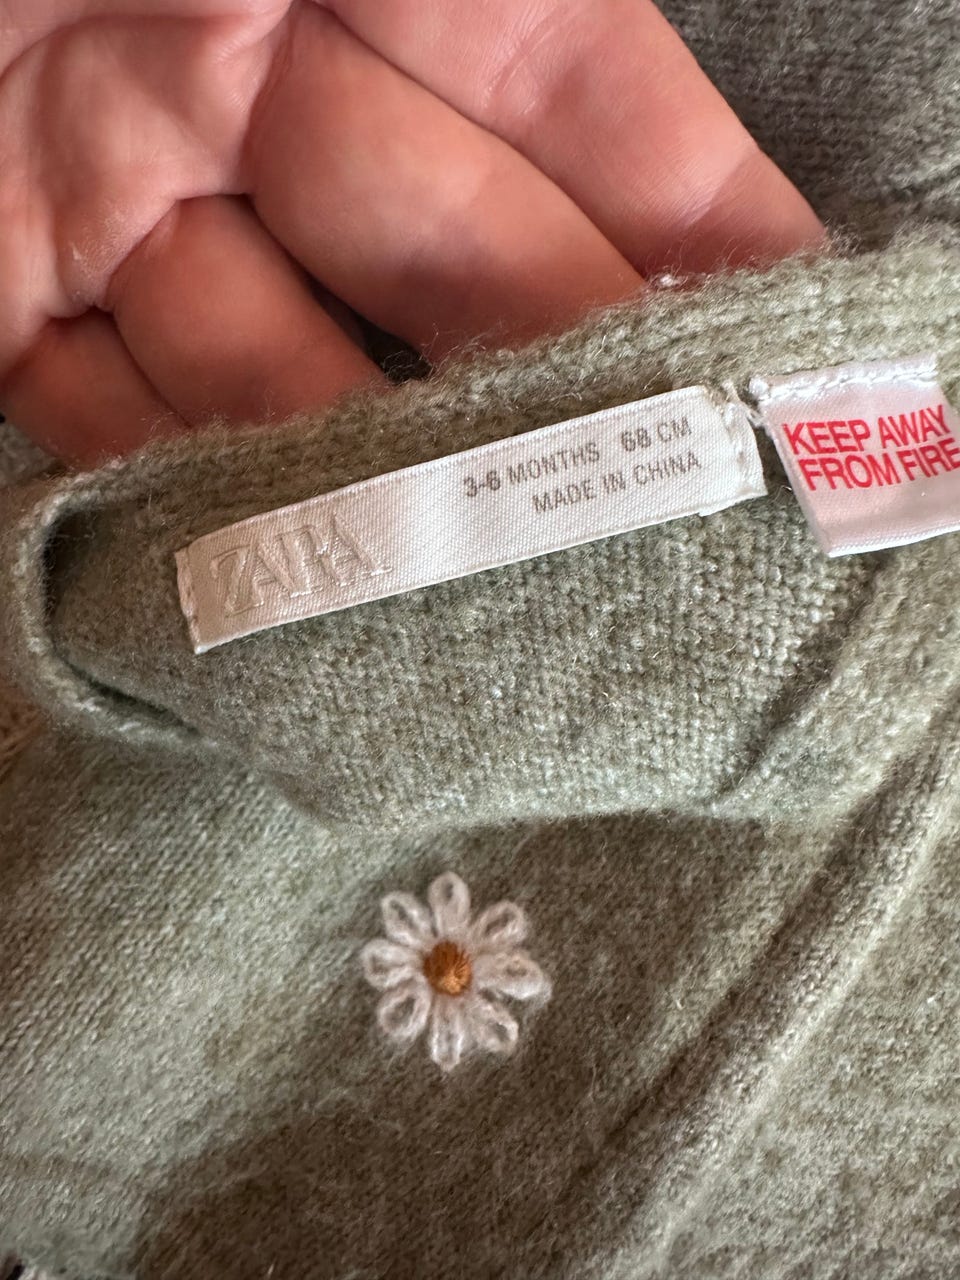 ZARA
3-6 MONTHS 68 CM
MADE IN CHINA
KEEP AWAY
FROM FIRE